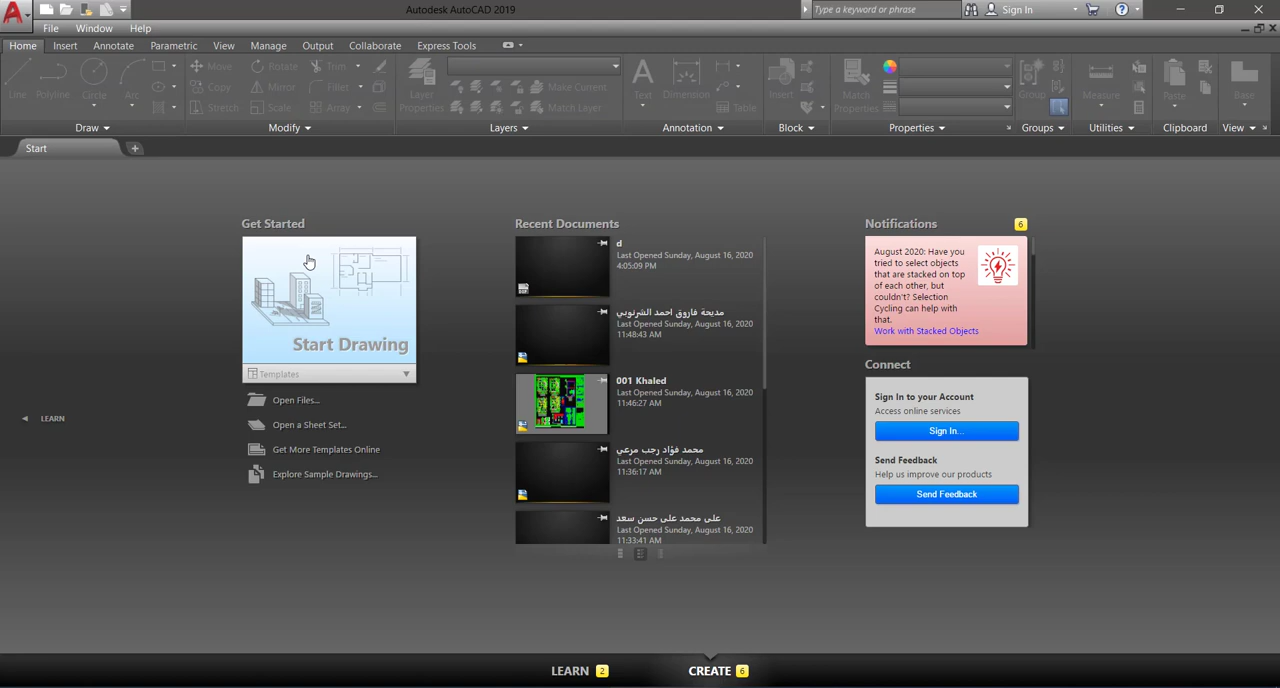 Autodesk AutoCAD 2019
Type a keyword or phrase
Sign In
File Window Help
Home Insert Annotate Parametric View Manage Output Collaborate Express Tools
Line Polyline Circle Arc
Move Rotate Trim
Copy Mirror Fillet
Stretch Scale Array
Layer Properties
Make Current
Match Layer
Text Dimension Table
Insert
Match Properties
Group
Measure
Paste
Base
Draw Modify Layers Annotation Block Properties Groups Utilities Clipboard View
Start
Get Started
Start Drawing
Templates
Open Files...
Open a Sheet Set...
Get More Templates Online
Explore Sample Drawings...
LEARN
Recent Documents
d
Last Opened Sunday, August 16, 2020
4:05:09 PM
مديحة فاروق احمد الشرنوبي
Last Opened Sunday, August 16, 2020
11:48:43 AM
001 Khaled
Last Opened Sunday, August 16, 2020
11:46:27 AM
محمد فؤاد رجب مرعي
Last Opened Sunday, August 16, 2020
11:36:17 AM
على محمد على حسن سعد
Last Opened Sunday, August 16, 2020
11:33:41 AM
Notifications 6
August 2020: Have you
tried to select objects
that are stacked on top
of each other, but
couldn't? Selection
Cycling can help with
that.
Work with Stacked Objects
Connect
Sign In to your Account
Access online services
Sign In...
Send Feedback
Help us improve our products
Send Feedback
LEARN 2 CREATE 6